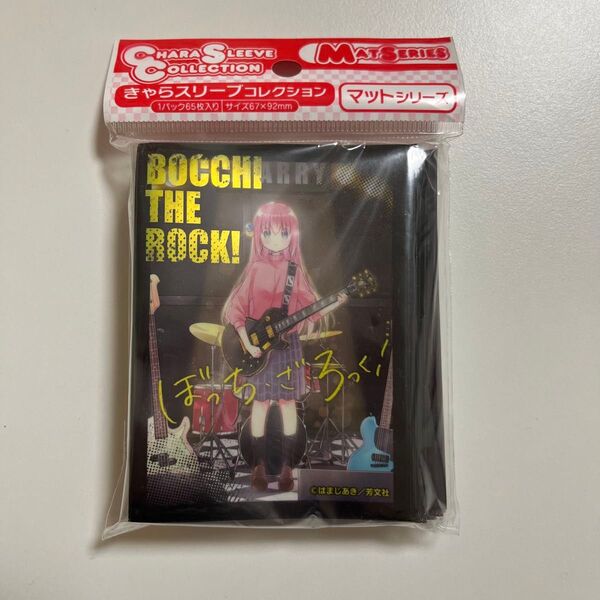 CHARA SLEEVE COLLECTION
MAT SERIES
きゃらスリーブコレクション
マットシリーズ
1パック65枚入り サイズ67×92mm
BOCCHI
THE
ROCK!
ARRY
ぼっち・ざ・ろっく!
©はまじあき/芳文社